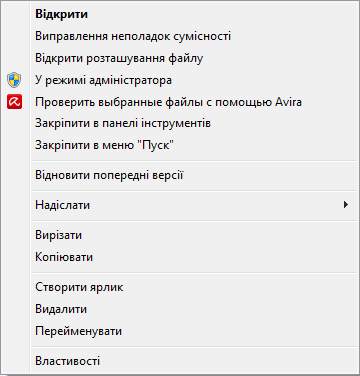 Відкрити
Виправлення неполадок сумісності
Відкрити розташування файлу
У режимі адміністратора
Проверить выбранные файлы с помощью Avira
Закріпити в панелі інструментів
Закріпити в меню "Пуск"
Відновити попередні версії
Надіслати
Вирізати
Копіювати
Створити ярлик
Видалити
Перейменувати
Властивості